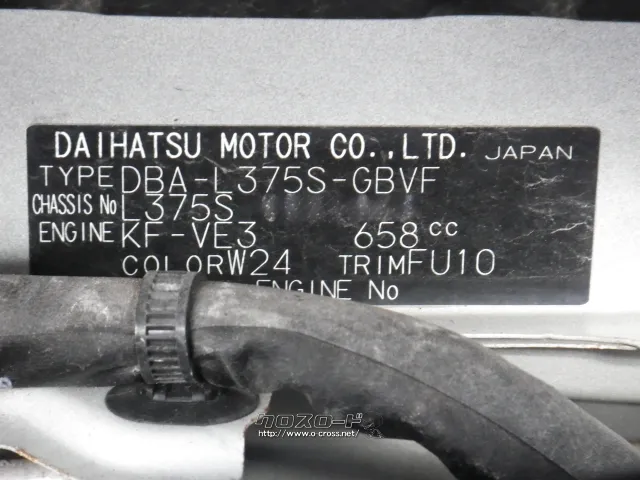 DAIHATSU MOTOR CO.,LTD. JAPAN
TYPE DBA-L375S-GBVF
CHASSIS No L375S
ENGINE KF-VE3 658cc
COLOR W24 TRIM FU10
ENGINE No
クロスロード
http://www.o-cross.net/